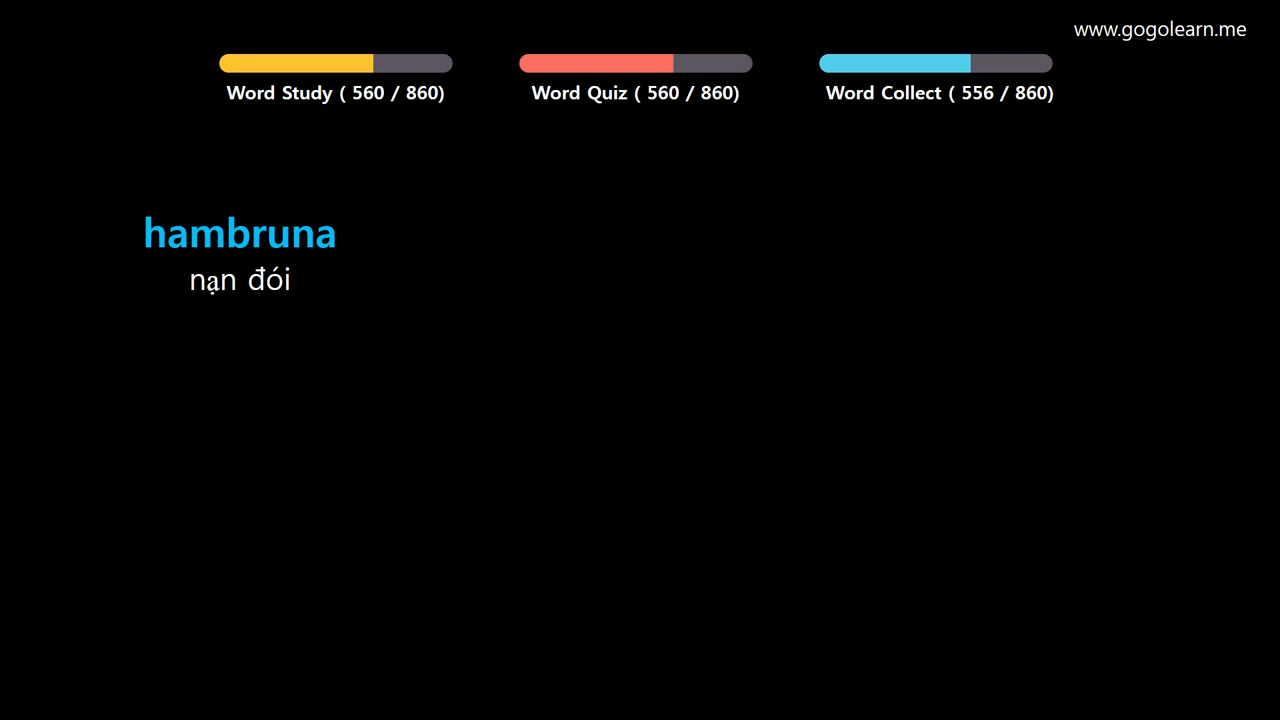 www.gogolearn.me
Word Study ( 560 / 860)
Word Quiz ( 560 / 860)
Word Collect ( 556 / 860)
hambruna
nạn đói